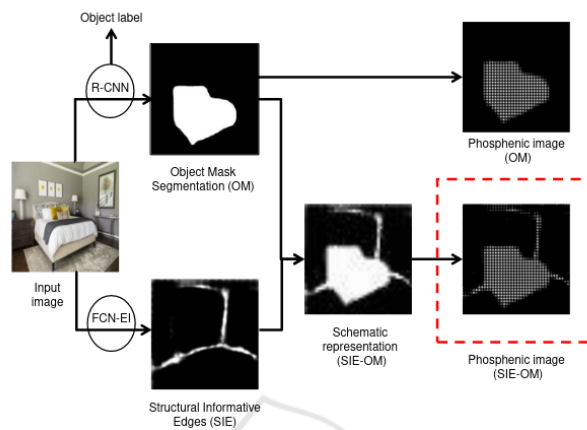 Object label
R-CNN
Object Mask
Segmentation (OM)
Phosphenic image
(OM)
Input
image
FCN-EI
Structural Informative
Edges (SIE)
Schematic
representation
(SIE-OM)
Phosphenic image
(SIE-OM)